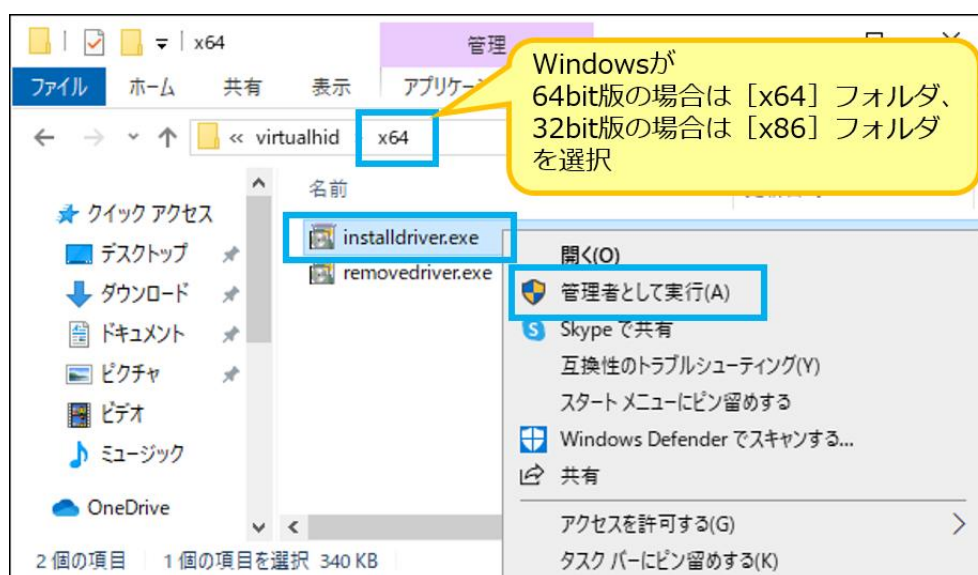 x64
管理
ファイル
ホーム
共有
表示
Windowsが
64bit版の場合は［x64］フォルダ、
32bit版の場合は［x86］フォルダ
を選択
« virtualhid
x64
名前
クイック アクセス
デスクトップ
ダウンロード
ドキュメント
ピクチャ
ビデオ
ミュージック
OneDrive
installdriver.exe
removedriver.exe
開く(O)
管理者として実行(A)
Skype で共有
互換性のトラブルシューティング(Y)
スタート メニューにピン留めする
Windows Defender でスキャンする...
共有
アクセスを許可する(G)
タスク バーにピン留めする(K)
2 個の項目
1 個の項目を選択 340 KB